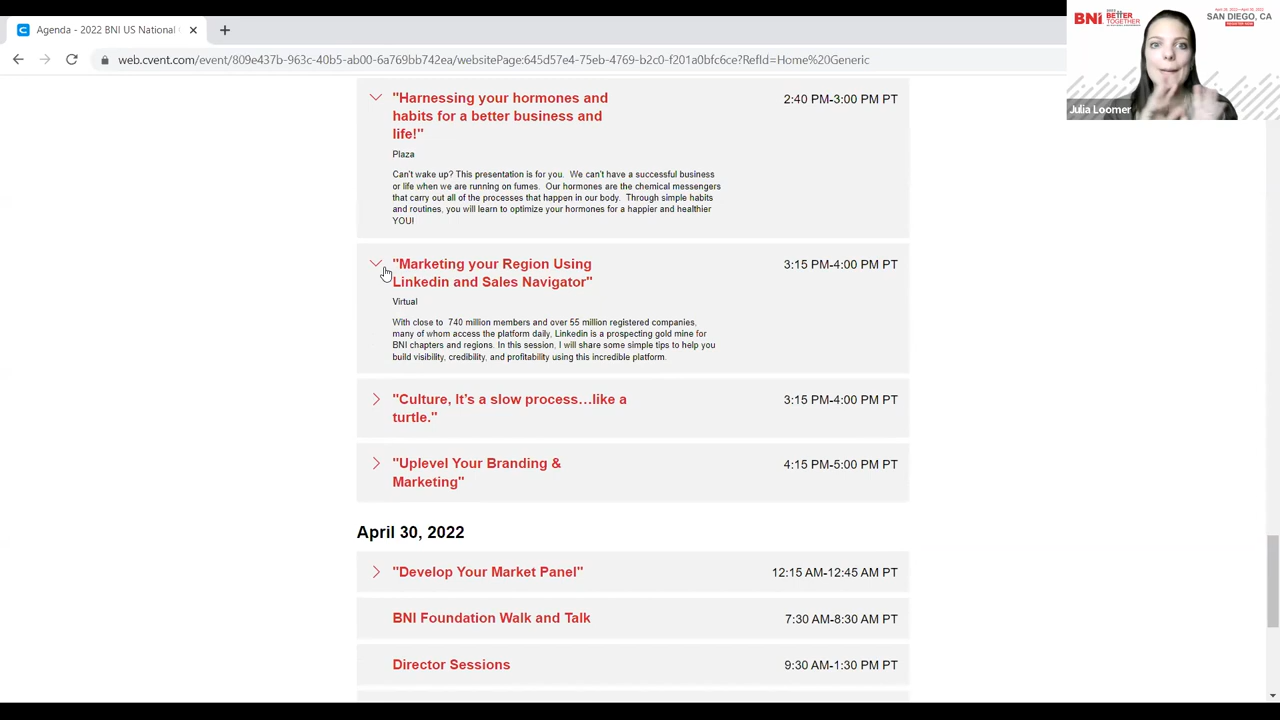 Agenda - 2022 BNI US National
web.cvent.com/event/809e437b-963c-40b5-ab00-6a769bb742ea/websitePage:645d57e4-75eb-4769-b2c0-f201a0bfc6ce?RefId=Home%20Generic
BNI
BETTER
TOGETHER
April 28, 2022-April 30, 2022
SAN DIEGO, CA
REGISTER NOW
Julia Loomer
"Harnessing your hormones and
habits for a better business and
life!"
2:40 PM-3:00 PM PT
Plaza
Can't wake up? This presentation is for you. We can't have a successful business
or life when we are running on fumes. Our hormones are the chemical messengers
that carry out all of the processes that happen in our body. Through simple habits
and routines, you will learn to optimize your hormones for a happier and healthier
YOU!
"Marketing your Region Using
Linkedin and Sales Navigator"
3:15 PM-4:00 PM PT
Virtual
With close to 740 million members and over 55 million registered companies,
many of whom access the platform daily, Linkedin is a prospecting gold mine for
BNI chapters and regions. In this session, I will share some simple tips to help you
build visibility, credibility, and profitability using this incredible platform.
"Culture, It's a slow process…like a
turtle."
3:15 PM-4:00 PM PT
"Uplevel Your Branding &
Marketing"
4:15 PM-5:00 PM PT
April 30, 2022
"Develop Your Market Panel"
12:15 AM-12:45 AM PT
BNI Foundation Walk and Talk
7:30 AM-8:30 AM PT
Director Sessions
9:30 AM-1:30 PM PT